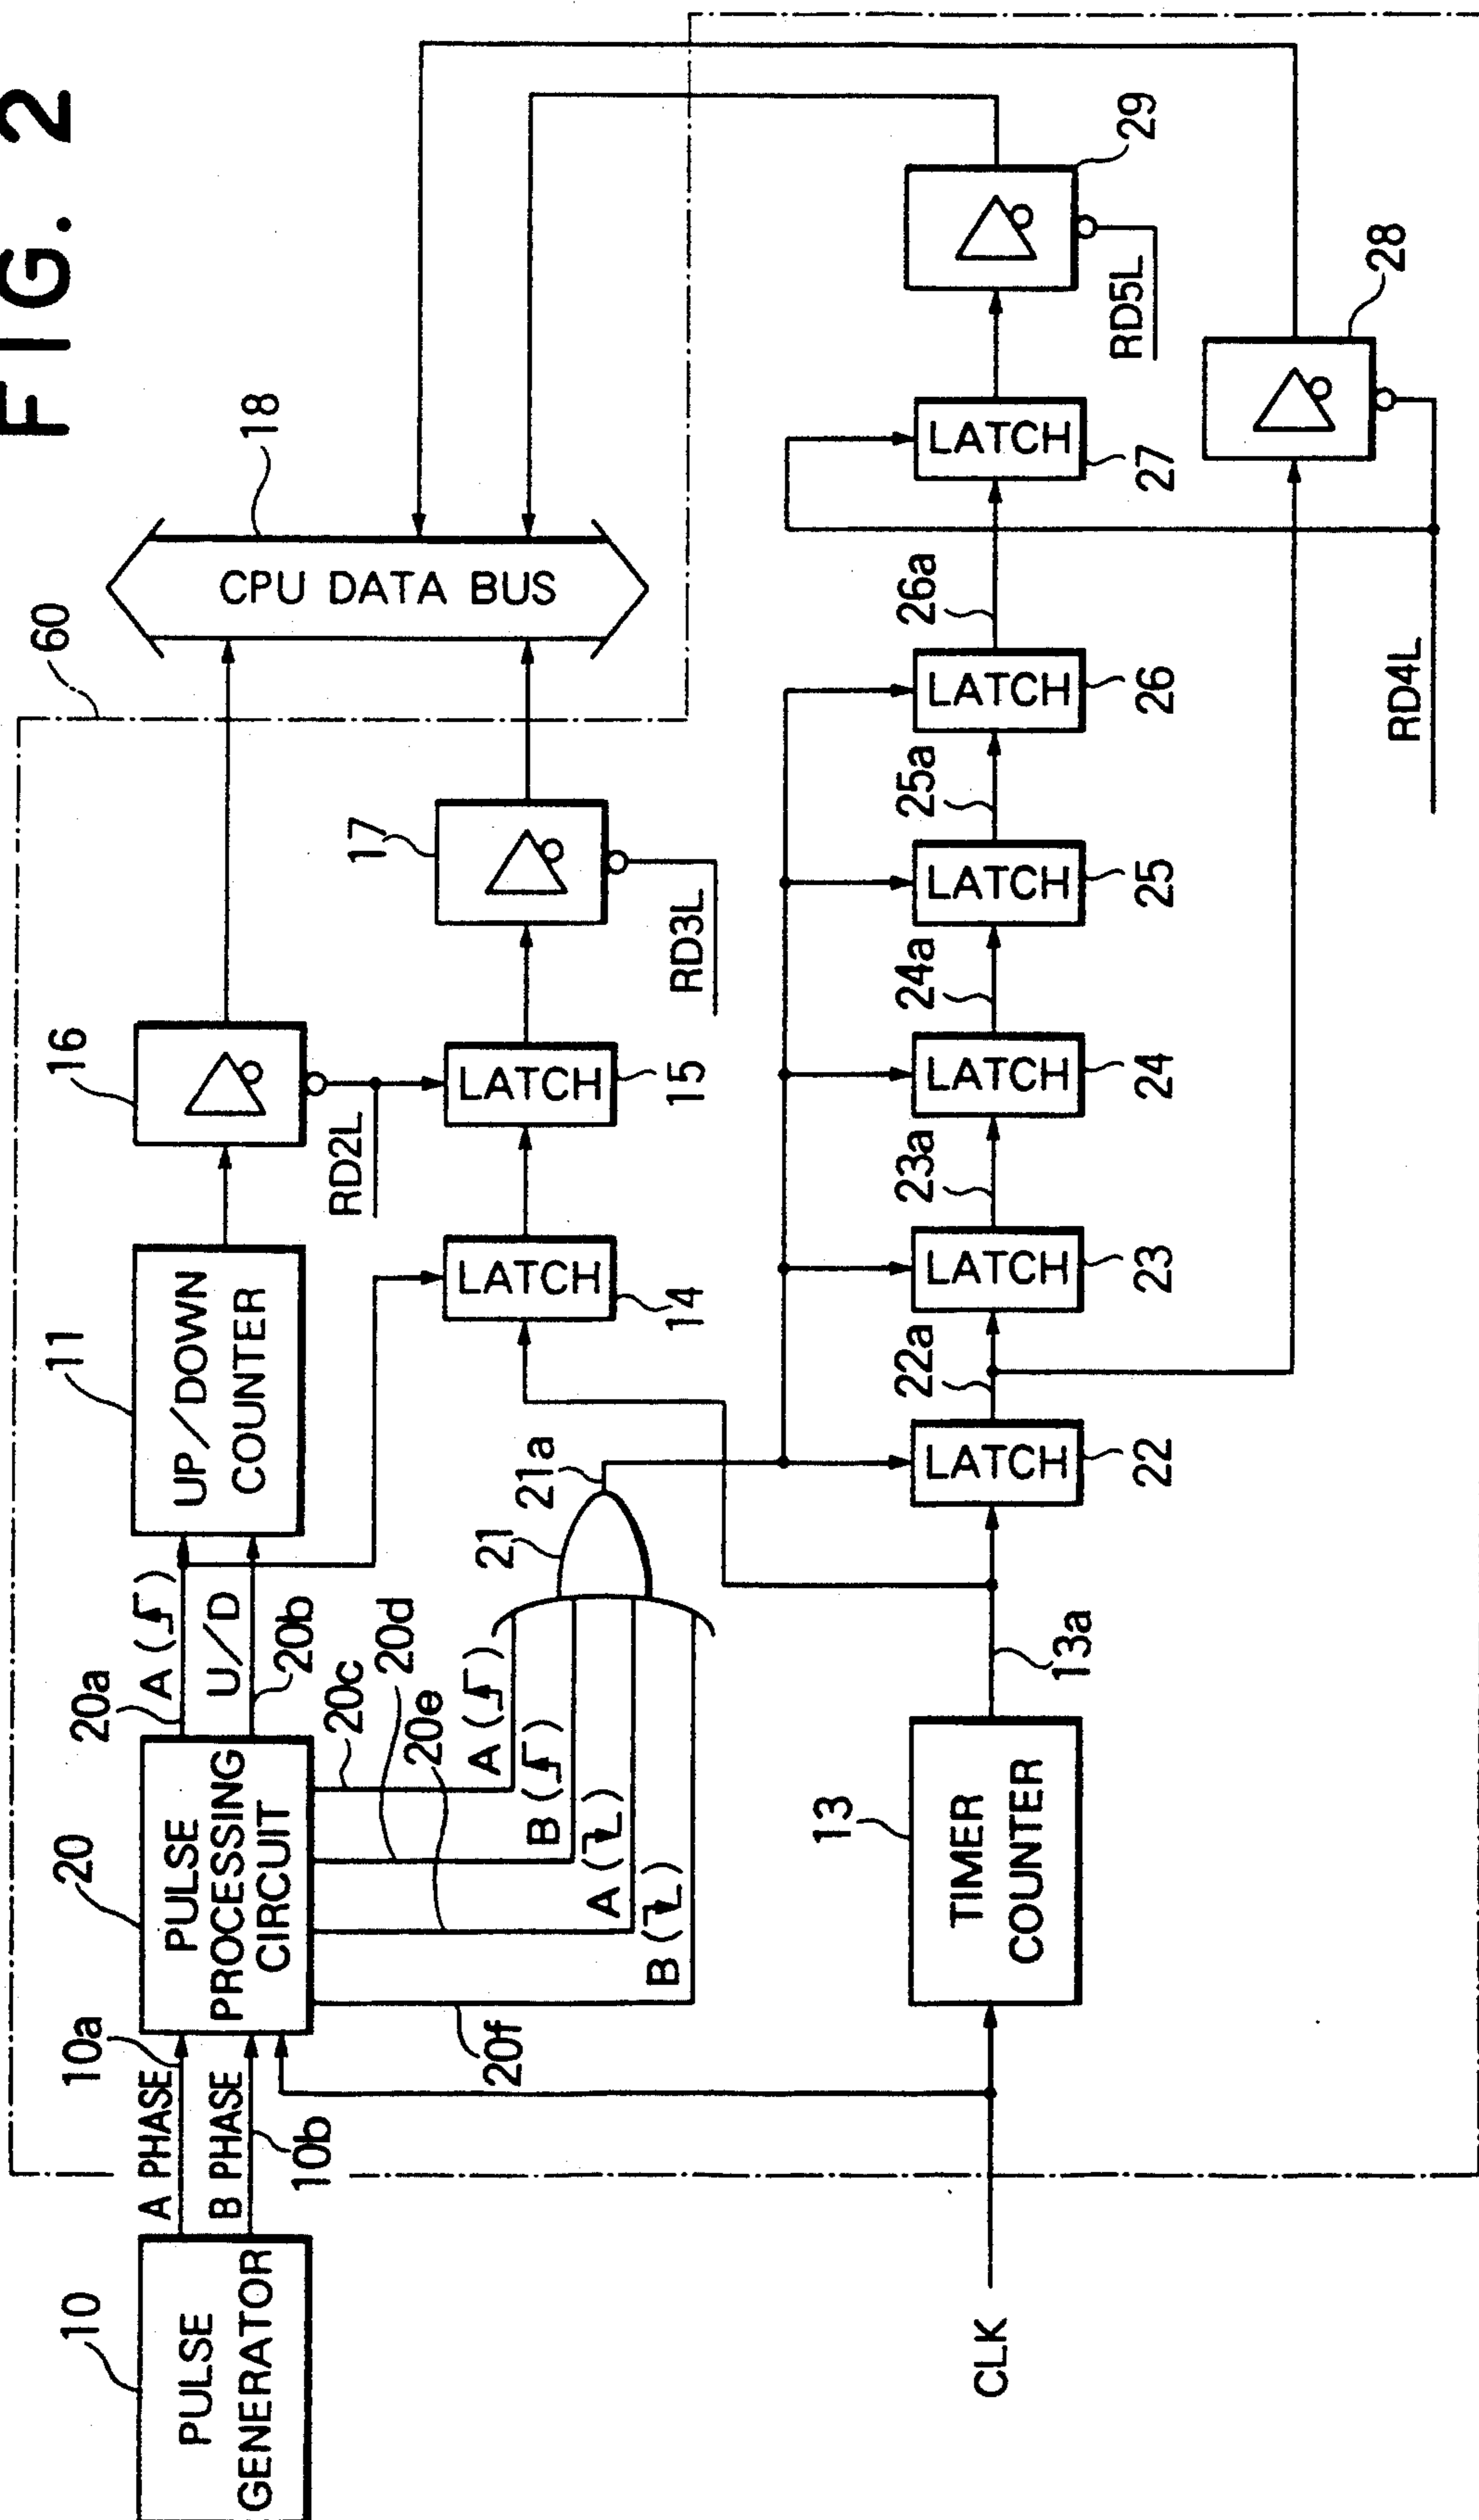 FIG. 2
10
PULSE
GENERATOR
A PHASE
10a
B PHASE
10b
20
PULSE
PROCESSING
CIRCUIT
20a
A ( )
U/D
20b
20c
20d
20e
20f
A ( )
B ( )
A ( )
B ( )
21
21a
11
UP/DOWN
COUNTER
16
RD2L
LATCH
14
LATCH
15
17
RD3L
60
18
CPU DATA BUS
CLK
13
TIMER
COUNTER
13a
LATCH
22
22a
LATCH
23
23a
LATCH
24
24a
LATCH
25
25a
LATCH
26
26a
LATCH
27
29
RD5L
28
RD4L